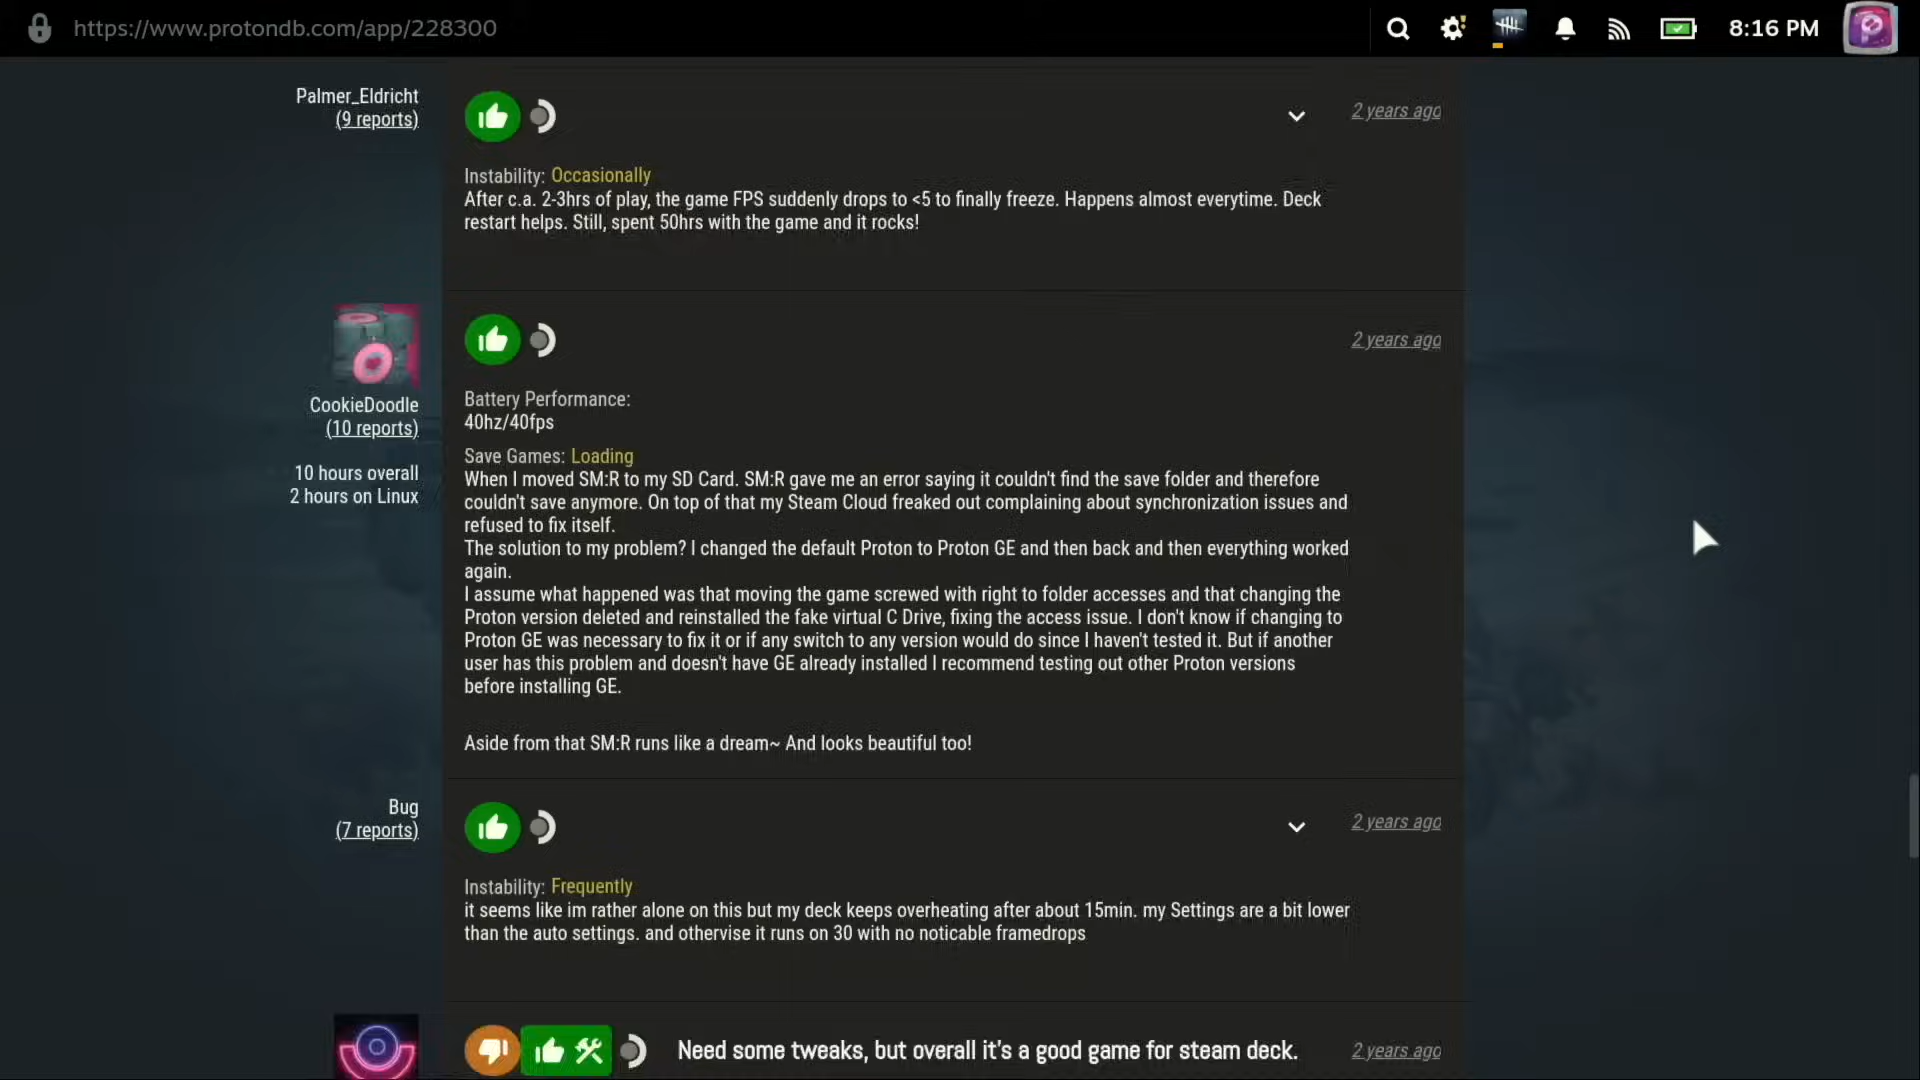 https://www.protondb.com/app/228300
8:16 PM
Palmer_Eldricht
(9 reports)
2 years ago
Instability: Occasionally
After c.a. 2-3hrs of play, the game FPS suddenly drops to <5 to finally freeze. Happens almost everytime. Deck
restart helps. Still, spent 50hrs with the game and it rocks!
CookieDoodle
(10 reports)
10 hours overall
2 hours on Linux
2 years ago
Battery Performance:
40hz/40fps
Save Games: Loading
When I moved SM:R to my SD Card. SM:R gave me an error saying it couldn't find the save folder and therefore
couldn't save anymore. On top of that my Steam Cloud freaked out complaining about synchronization issues and
refused to fix itself.
The solution to my problem? I changed the default Proton to Proton GE and then back and then everything worked
again.
I assume what happened was that moving the game screwed with right to folder accesses and that changing the
Proton version deleted and reinstalled the fake virtual C Drive, fixing the access issue. I don't know if changing to
Proton GE was necessary to fix it or if any switch to any version would do since I haven't tested it. But if another
user has this problem and doesn't have GE already installed I recommend testing out other Proton versions
before installing GE.
Aside from that SM:R runs like a dream~ And looks beautiful too!
Bug
(7 reports)
2 years ago
Instability: Frequently
it seems like im rather alone on this but my deck keeps overheating after about 15min. my Settings are a bit lower
than the auto settings. and othervise it runs on 30 with no noticable framedrops
Need some tweaks, but overall it's a good game for steam deck.
2 years ago